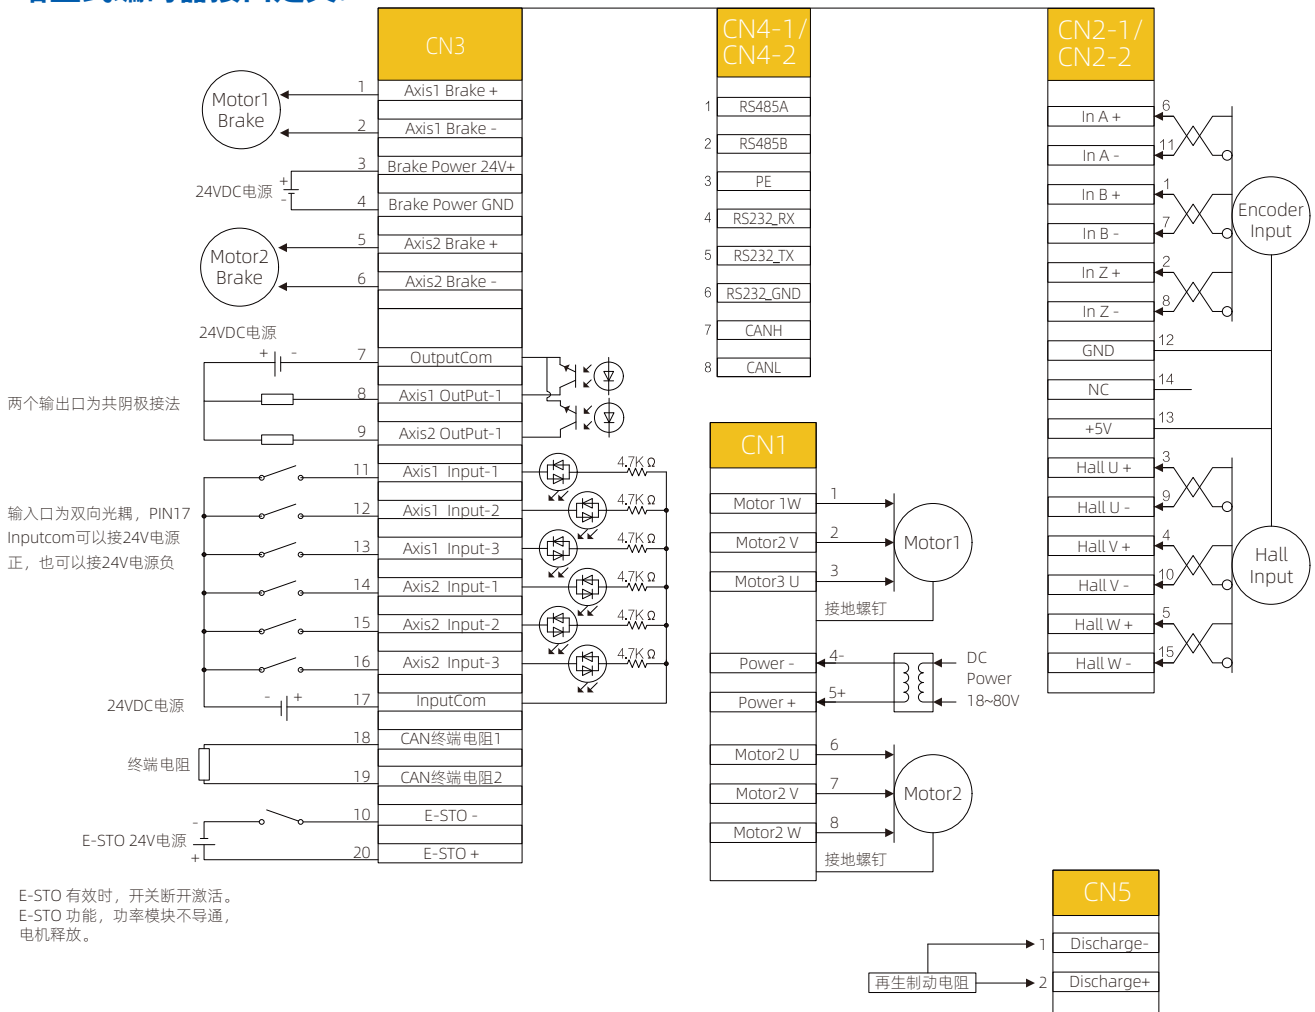 CN3
1 Axis1 Brake +
2 Axis1 Brake -
Motor1
Brake
3 Brake Power 24V+
24VDC电源 + -
4 Brake Power GND
5 Axis2 Brake +
Motor2
Brake
6 Axis2 Brake -
24VDC电源
+ - 7 OutputCom
8 Axis1 OutPut-1
两个输出口为共阴极接法
9 Axis2 OutPut-1
11 Axis1 Input-1 4.7KΩ
12 Axis1 Input-2 4.7KΩ
输入口为双向光耦，PIN17
Inputcom可以接24V电源
正，也可以接24V电源负
13 Axis1 Input-3 4.7KΩ
14 Axis2 Input-1 4.7KΩ
15 Axis2 Input-2 4.7KΩ
16 Axis2 Input-3 4.7KΩ
24VDC电源 - + 17 InputCom
18 CAN终端电阻1
终端电阻
19 CAN终端电阻2
10 E-STO -
E-STO 24V电源 - +
20 E-STO +
E-STO 有效时，开关断开激活。
E-STO 功能，功率模块不导通，
电机释放。
CN4-1/
CN4-2
1 RS485A
2 RS485B
3 PE
4 RS232_RX
5 RS232_TX
6 RS232_GND
7 CANH
8 CANL
CN1
Motor 1W 1
Motor2 V 2
Motor3 U 3
Motor1
接地螺钉
Power - 4-
Power + 5+
DC
Power
18~80V
Motor2 U 6
Motor2 V 7
Motor2 W 8
Motor2
接地螺钉
CN2-1/
CN2-2
In A + 6
In A - 11
In B + 1
In B - 7
In Z + 2
In Z - 8
Encoder
Input
GND 12
NC 14
+5V 13
Hall U + 3
Hall U - 9
Hall V + 4
Hall V - 10
Hall W + 5
Hall W - 15
Hall
Input
CN5
1 Discharge-
再生制动电阻
2 Discharge+